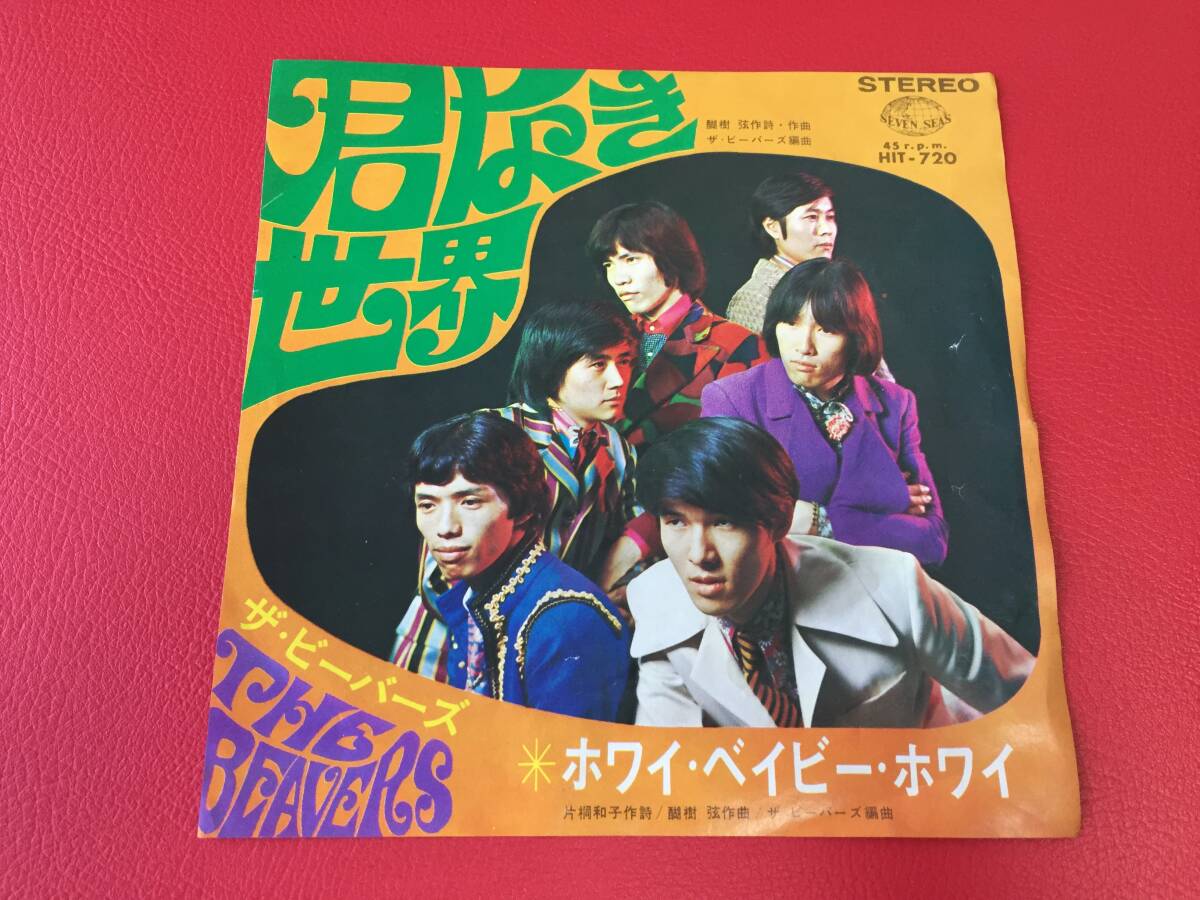 君なき
世界
醍樹 弦作詩・作曲
ザ・ビーバーズ編曲
STEREO
SEVEN SEAS
45 r.p.m.
HIT-720
ザ・ビーバーズ
THE
BEAVERS
✳ホワイ・ベイビー・ホワイ
片桐和子作詩/醍樹 弦作曲/ザ・ビーバーズ編曲